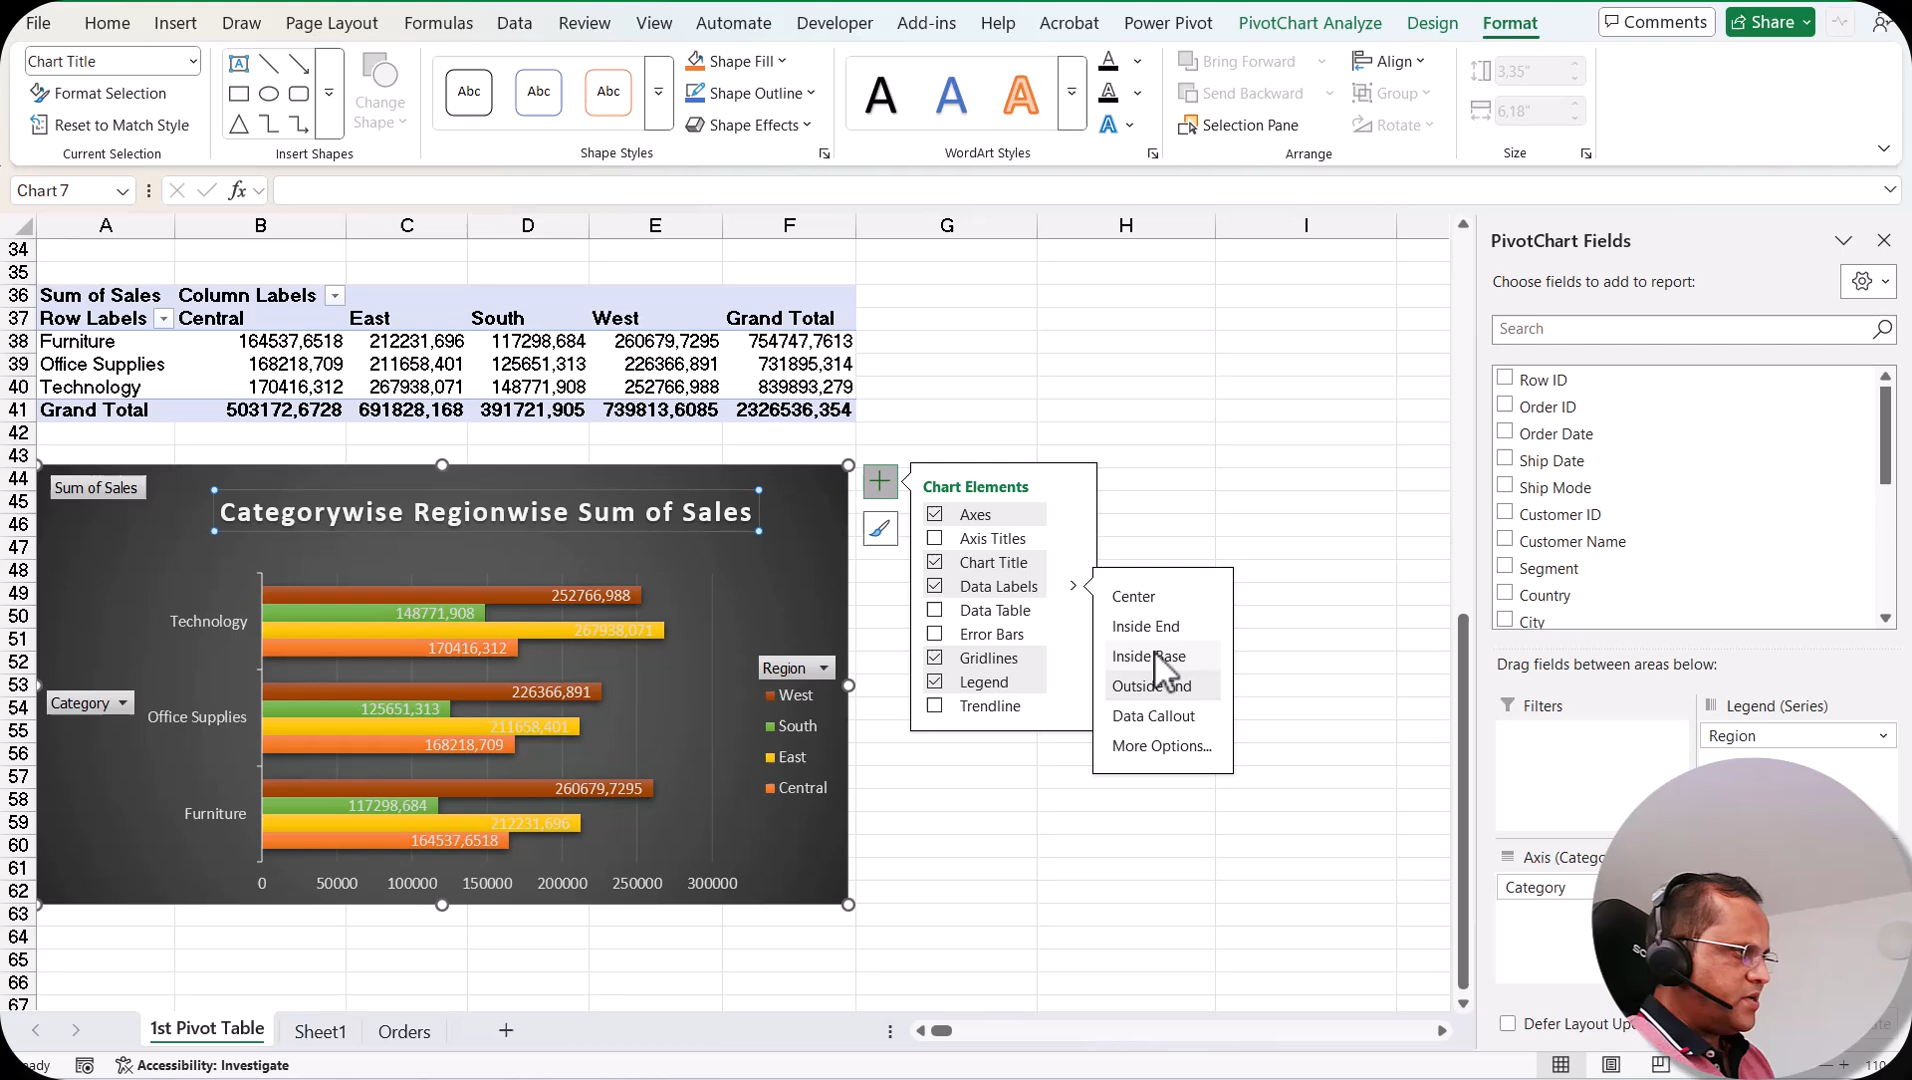 File Home Insert Draw Page Layout Formulas Data Review View Automate Developer Add-ins Help Acrobat Power Pivot PivotChart Analyze Design Format Comments Share
Chart Title
Format Selection
Reset to Match Style
Current Selection
Change Shape
Insert Shapes
Abc Abc Abc
Shape Fill
Shape Outline
Shape Effects
Shape Styles
A A A
WordArt Styles
Bring Forward
Send Backward
Selection Pane
Align
Group
Rotate
Arrange
3,35"
6,18"
Size
Chart 7
fx
A B C D E F G H I
34
35
36 Sum of Sales Column Labels
37 Row Labels Central East South West Grand Total
38 Furniture 164537,6518 212231,696 117298,684 260679,7295 754747,7613
39 Office Supplies 168218,709 211658,401 125651,313 226366,891 731895,314
40 Technology 170416,312 267938,071 148771,908 252766,988 839893,279
41 Grand Total 503172,6728 691828,168 391721,905 739813,6085 2326536,354
42
43
44
45
46
47
48
49
50
51
52
53
54
55
56
57
58
59
60
61
62
63
64
65
66
67
Sum of Sales
Categorywise Regionwise Sum of Sales
Technology
252766,988
148771,908
267938,071
170416,312
Category
Office Supplies
226366,891
125651,313
211658,401
168218,709
Furniture
260679,7295
117298,684
212231,696
164537,6518
0 50000 100000 150000 200000 250000 300000
Region
West
South
East
Central
Chart Elements
Axes
Axis Titles
Chart Title
Data Labels
Data Table
Error Bars
Gridlines
Legend
Trendline
Center
Inside End
Inside Base
Outside End
Data Callout
More Options...
PivotChart Fields
Choose fields to add to report:
Search
Row ID
Order ID
Order Date
Ship Date
Ship Mode
Customer ID
Customer Name
Segment
Country
City
Drag fields between areas below:
Filters
Legend (Series)
Region
Axis (Catego
Category
Defer Layout Up
1st Pivot Table Sheet1 Orders
Accessibility: Investigate
110